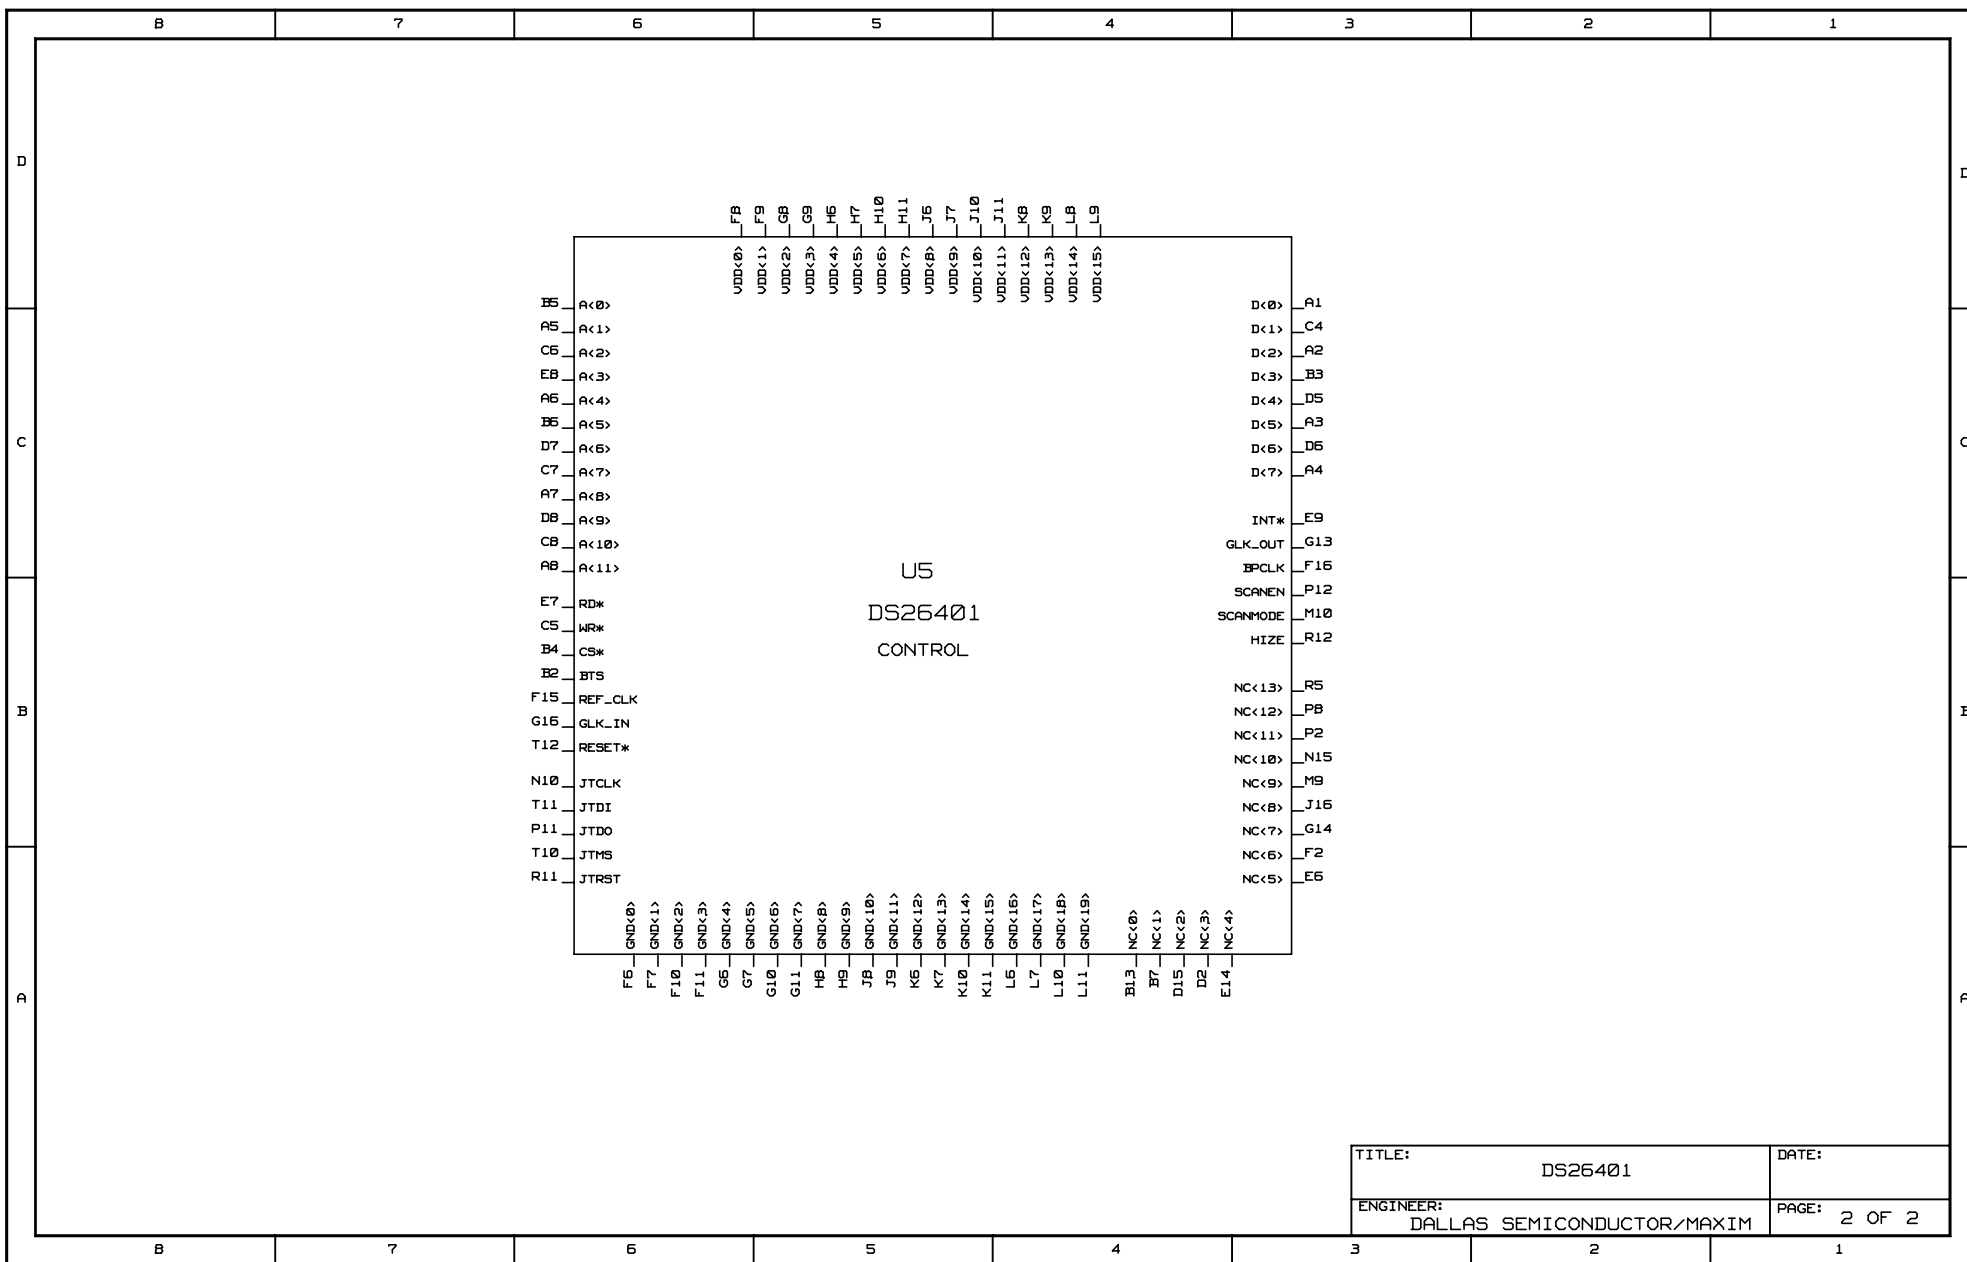 8 7 6 5 4 3 2 1
D D
C C
B B
A A
F8 F9 G8 G9 H6 H7 H10 H11 J6 J7 J10 J11 K8 K9 L8 L9
VDD<0> VDD<1> VDD<2> VDD<3> VDD<4> VDD<5> VDD<6> VDD<7> VDD<8> VDD<9> VDD<10> VDD<11> VDD<12> VDD<13> VDD<14> VDD<15>
B5 A<0>
A5 A<1>
C6 A<2>
E8 A<3>
A6 A<4>
B6 A<5>
D7 A<6>
C7 A<7>
A7 A<8>
D8 A<9>
C8 A<10>
A8 A<11>
E7 RD*
C5 WR*
B4 CS*
B2 BTS
F15 REF_CLK
G16 GLK_IN
T12 RESET*
N10 JTCLK
T11 JTDI
P11 JTDO
T10 JTMS
R11 JTRST
U5
DS26401
CONTROL
D<0> A1
D<1> C4
D<2> A2
D<3> B3
D<4> D5
D<5> A3
D<6> D6
D<7> A4
INT* E9
GLK_OUT G13
BPCLK F16
SCANEN P12
SCANMODE M10
HIZE R12
NC<13> R5
NC<12> P8
NC<11> P2
NC<10> N15
NC<9> M9
NC<8> J16
NC<7> G14
NC<6> F2
NC<5> E6
GND<0> GND<1> GND<2> GND<3> GND<4> GND<5> GND<6> GND<7> GND<8> GND<9> GND<10> GND<11> GND<12> GND<13> GND<14> GND<15> GND<16> GND<17> GND<18> GND<19> NC<0> NC<1> NC<2> NC<3> NC<4>
F6 F7 F10 F11 G6 G7 G10 G11 H8 H9 J8 J9 K6 K7 K10 K11 L6 L7 L10 L11 B13 B7 D15 D2 E14
TITLE:
DS26401
DATE:
ENGINEER:
DALLAS SEMICONDUCTOR/MAXIM
PAGE: 2 OF 2
8 7 6 5 4 3 2 1